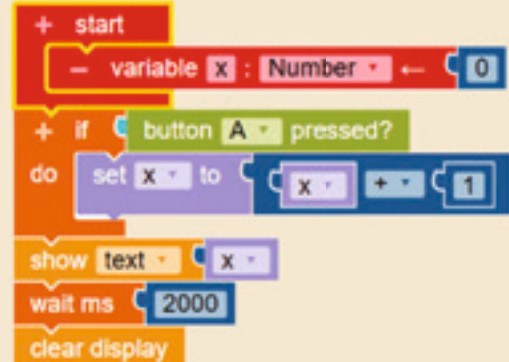 + start
– variable x : Number ← 0
+ if button A pressed?
do set x to x + 1
show text x
wait ms 2000
clear display